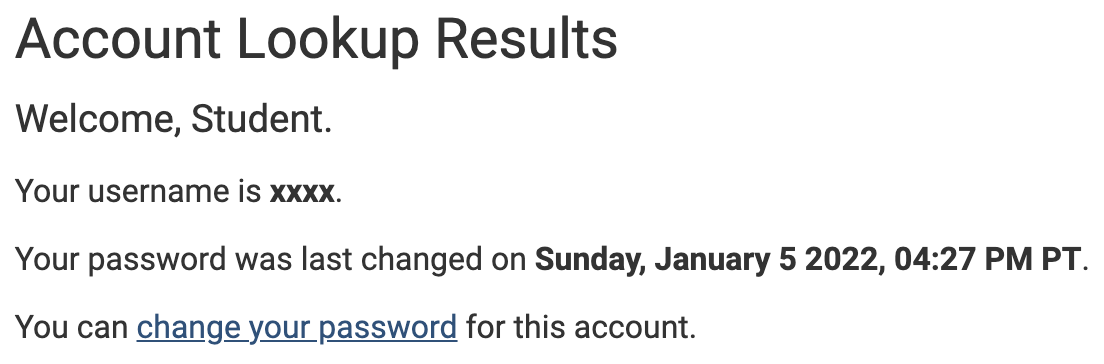 Account Lookup Results
Welcome, Student.
Your username is xxxx.
Your password was last changed on Sunday, January 5 2022, 04:27 PM PT.
You can change your password for this account.